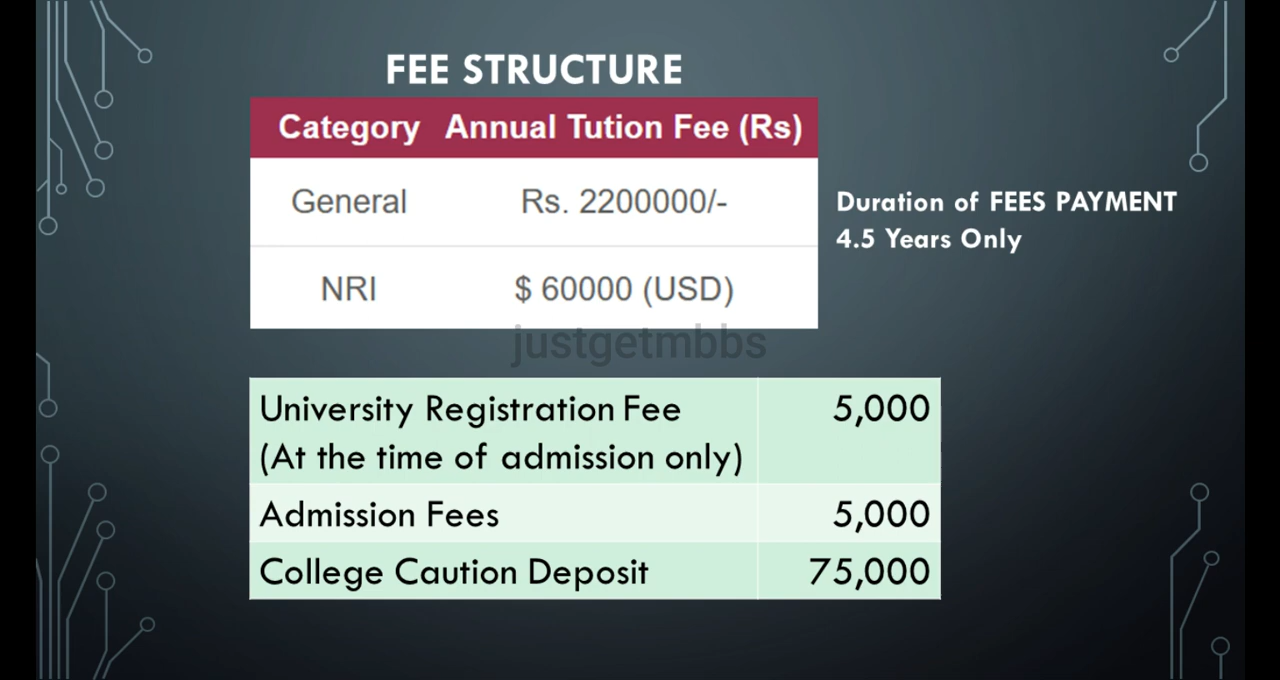 FEE STRUCTURE
Category Annual Tution Fee (Rs)
General Rs. 2200000/-
NRI $ 60000 (USD)
Duration of FEES PAYMENT
4.5 Years Only
justgetmbbs
University Registration Fee 5,000
(At the time of admission only)
Admission Fees 5,000
College Caution Deposit 75,000